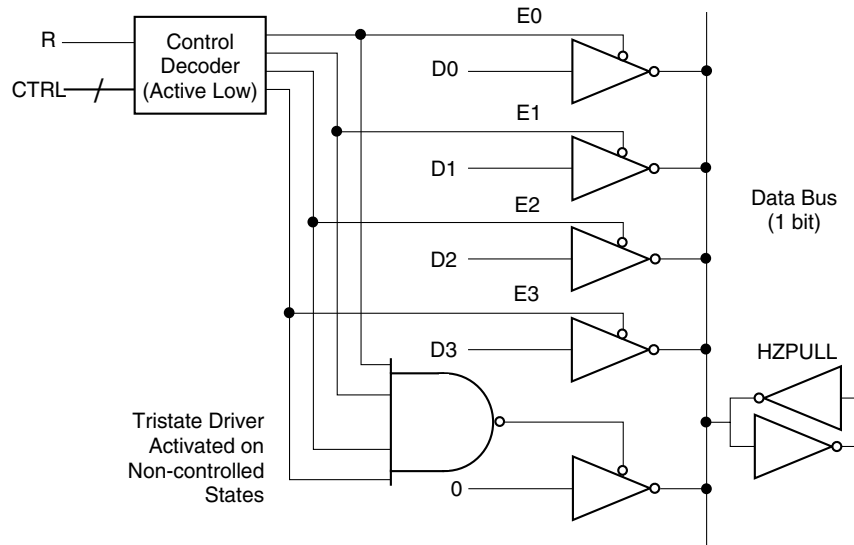 R
CTRL
Control
Decoder
(Active Low)
E0
D0
E1
D1
E2
D2
E3
D3
Data Bus
(1 bit)
HZPULL
Tristate Driver
Activated on
Non-controlled
States
0